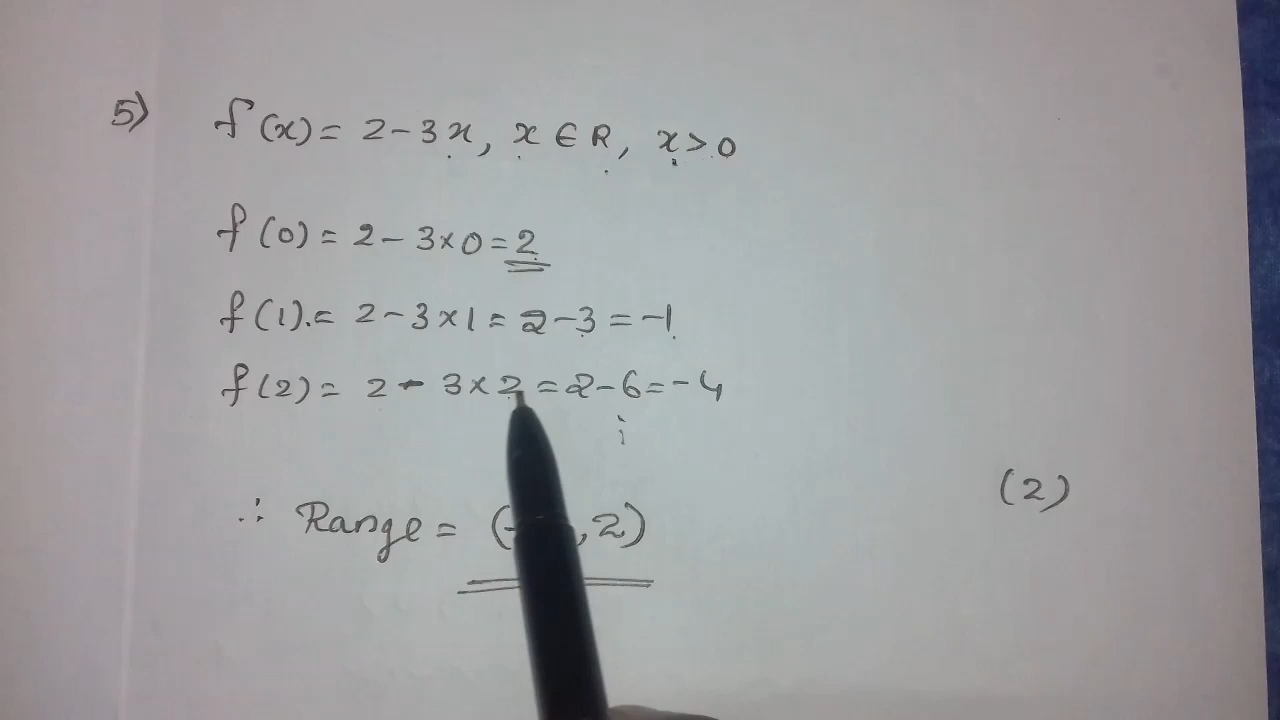 5) f(x) = 2 - 3x, x ∈ R, x > 0
f(0) = 2 - 3×0 = 2
f(1) = 2 - 3×1 = 2 - 3 = -1
f(2) = 2 - 3×2 = 2 - 6 = -4
(2)
∴ Range = (- , 2)